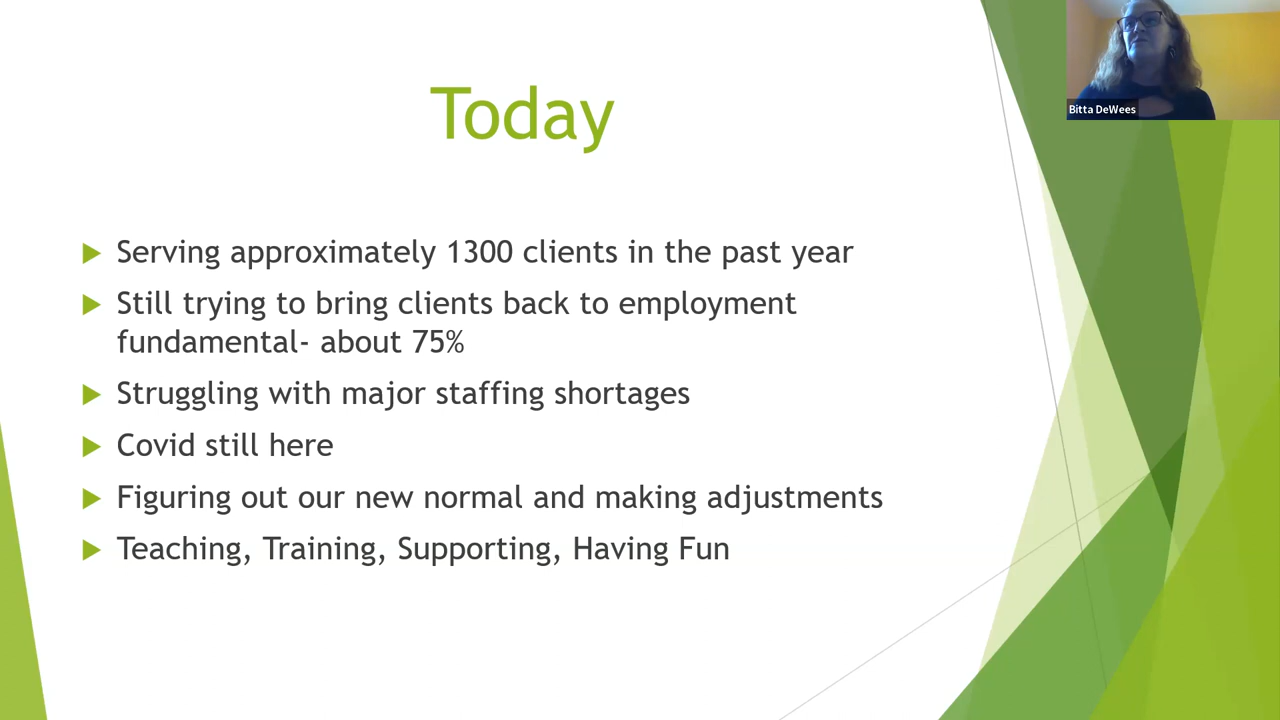 Today
Bitta DeWees
Serving approximately 1300 clients in the past year
Still trying to bring clients back to employment
fundamental- about 75%
Struggling with major staffing shortages
Covid still here
Figuring out our new normal and making adjustments
Teaching, Training, Supporting, Having Fun